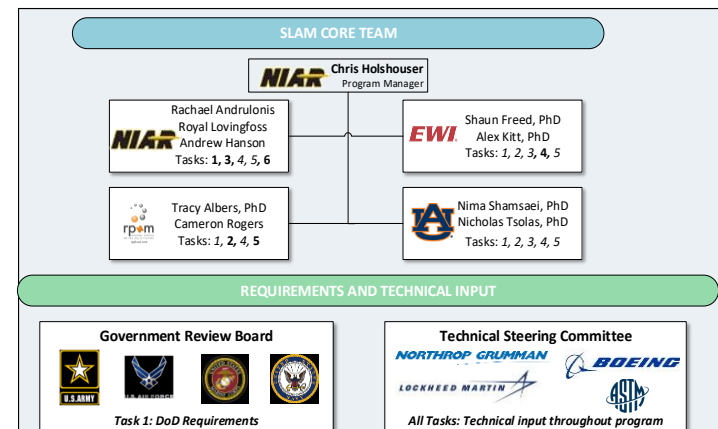 SLAM CORE TEAM
NIAR
Chris Holshouser
Program Manager
NIAR
Rachael Andrulonis
Royal Lovingfoss
Andrew Hanson
Tasks: 1, 3, 4, 5, 6
EWI
Shaun Freed, PhD
Alex Kitt, PhD
Tasks: 1, 2, 3, 4, 5
rp+m
Tracy Albers, PhD
Cameron Rogers
Tasks: 1, 2, 4, 5
AU
Nima Shamsaei, PhD
Nicholas Tsolas, PhD
Tasks: 1, 2, 3, 4, 5
REQUIREMENTS AND TECHNICAL INPUT
Government Review Board
U.S.ARMY
U.S. AIR FORCE
Task 1: DoD Requirements
Technical Steering Committee
NORTHROP GRUMMAN
BOEING
LOCKHEED MARTIN
ASTM
All Tasks: Technical input throughout program